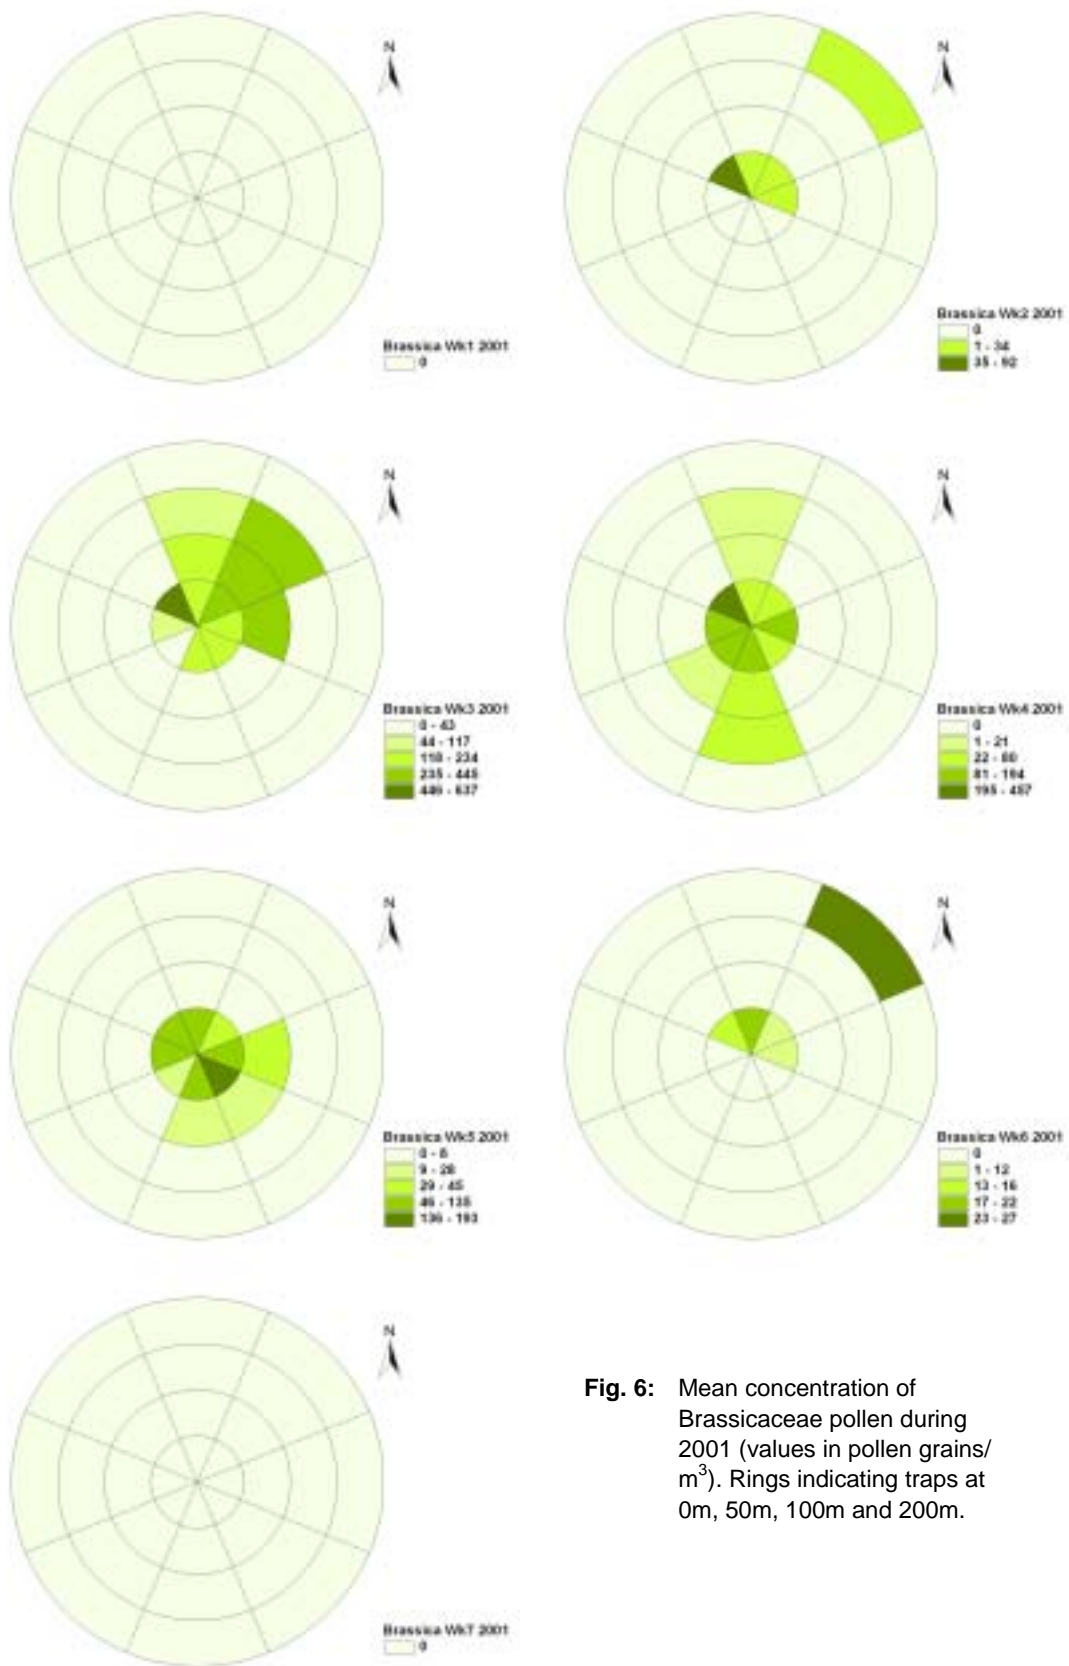 N
N
Brassica Wk1 2001
0
Brassica Wk2 2001
0
1 - 34
35 - 92
N
N
Brassica Wk3 2001
0 - 43
44 - 117
118 - 234
235 - 445
446 - 637
Brassica Wk4 2001
0
1 - 21
22 - 80
81 - 194
195 - 457
N
N
Brassica Wk5 2001
9 - 28
29 - 45
46 - 135
136 - 193
Brassica Wk6 2001
0
1 - 12
13 - 16
17 - 22
23 - 27
N
Brassica Wk7 2001
0
Fig. 6: Mean concentration of
Brassicaceae pollen during
2001 (values in pollen grains/
m³). Rings indicating traps at
0m, 50m, 100m and 200m.